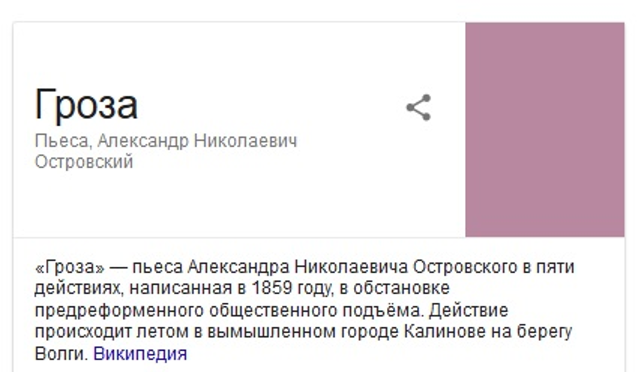 Гроза
Пьеса, Александр Николаевич
Островский
«Гроза» — пьеса Александра Николаевича Островского в пяти
действиях, написанная в 1859 году, в обстановке
предреформенного общественного подъёма. Действие
происходит летом в вымышленном городе Калинове на берегу
Волги. Википедия